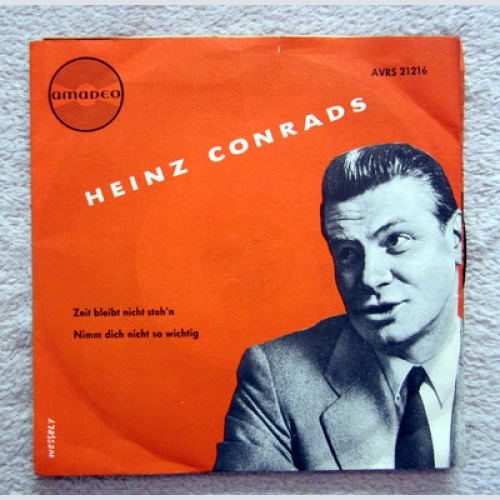 amadeo
AVRS 21216
HEINZ CONRADS
Zeit bleibt nicht steh'n
Nimm dich nicht so wichtig
WESSELY